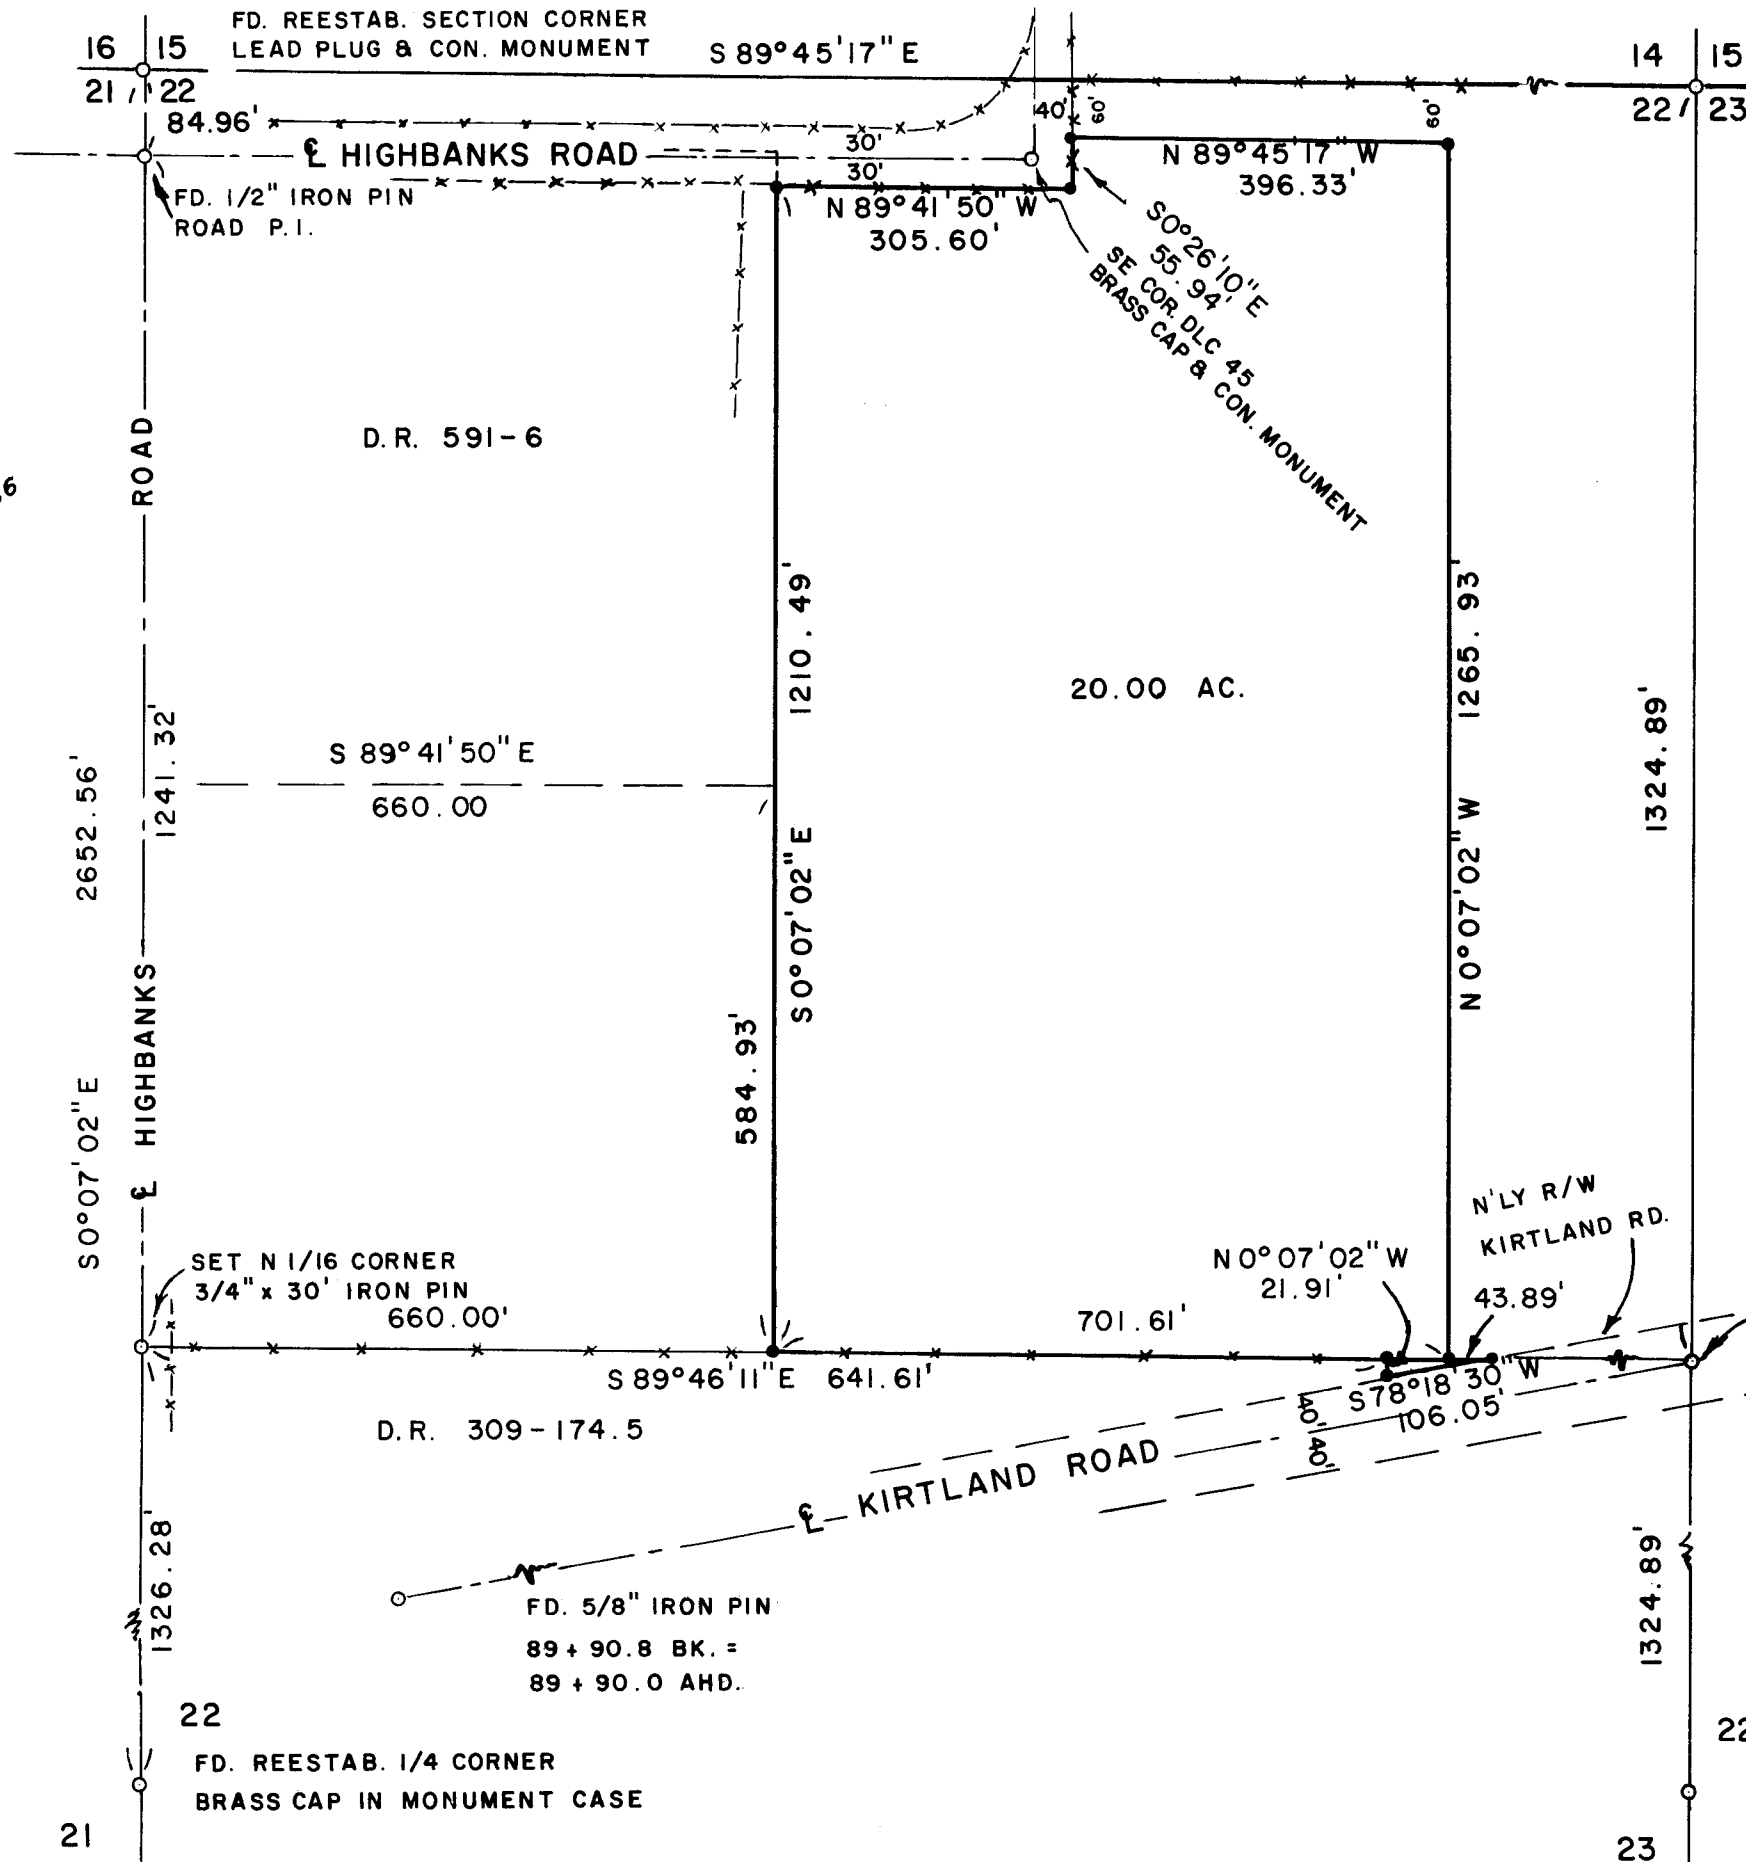 FD. REESTAB. SECTION CORNER
LEAD PLUG & CON. MONUMENT
S 89°45'17" E
16 15
21 22
14 15
22 23
84.96'
℄ HIGHBANKS ROAD
30'
30'
40'
60'
60'
FD. 1/2" IRON PIN
ROAD P.I.
N 89°41'50" W
305.60'
N 89°45 17" W
396.33'
S0°26'10"E
55.94'
SE COR. DLC 45
BRASS CAP & CON. MONUMENT
D.R. 591-6
6
℄ HIGHBANKS ROAD
1210.49'
S0°07'02"E
584.93'
20.00 AC.
1265.93'
N 0°07'02" W
1324.89'
S 89°41'50" E
660.00
2652.56'
1241.32'
S0°07'02"E
SET N 1/16 CORNER
3/4" x 30' IRON PIN
660.00'
N 0°07'02" W
21.91'
701.61'
43.89'
N'LY R/W
KIRTLAND RD.
S 89°46'11"E 641.61'
S78°18'30"W
106.05'
40'
40'
D.R. 309-174.5
℄ KIRTLAND ROAD
1326.28'
1324.89'
FD. 5/8" IRON PIN
89+90.8 BK. =
89+90.0 AHD.
22
22
FD. REESTAB. 1/4 CORNER
BRASS CAP IN MONUMENT CASE
21
23